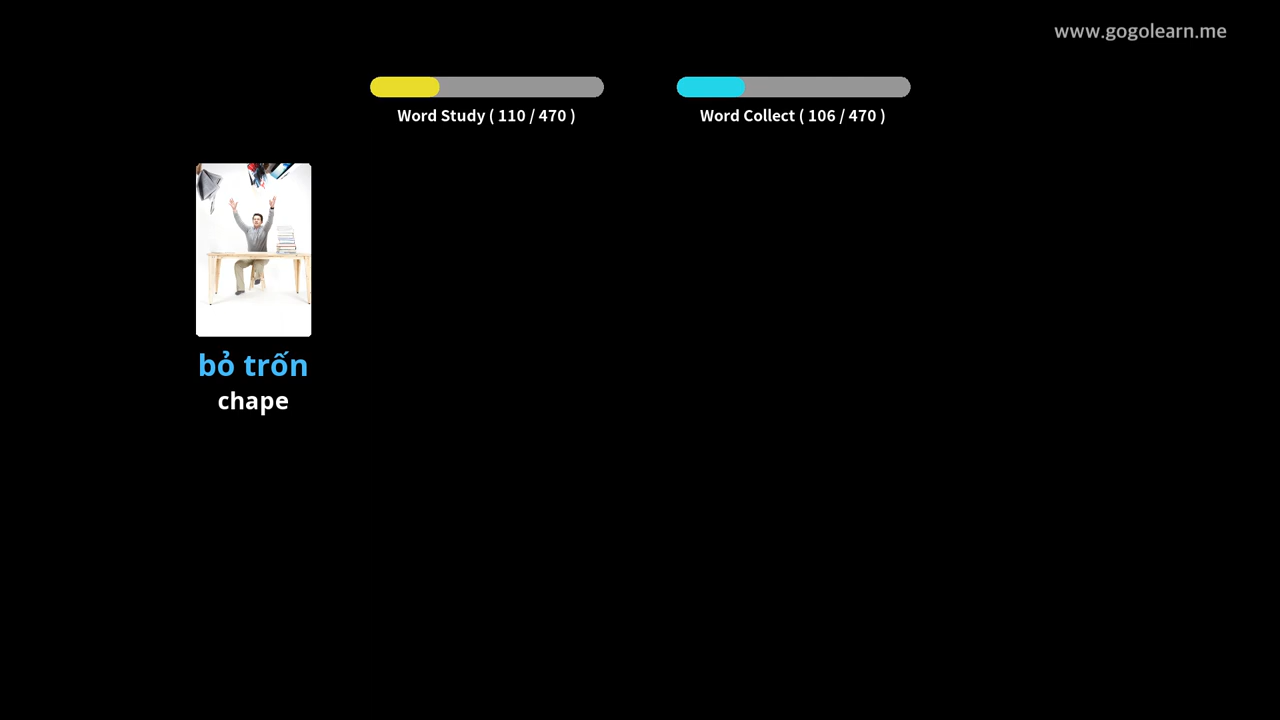 www.gogolearn.me
Word Study ( 110 / 470 )
Word Collect ( 106 / 470 )
bỏ trốn
chape